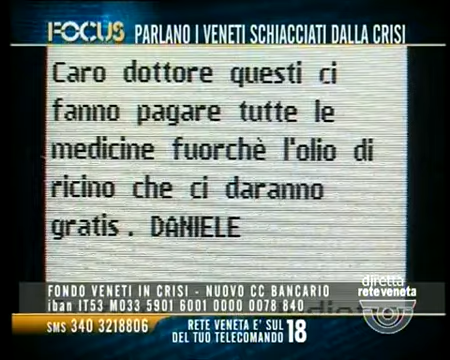 FOCUS PARLANO I VENETI SCHIACCIATI DALLA CRISI
Caro dottore questi ci
fanno pagare tutte le
medicine fuorchè l'olio di
ricino che ci daranno
gratis. DANIELE
FONDO VENETI IN CRISI - NUOVO CC BANCARIO
iban IT53 M033 5901 6001 0000 0078 840
diretta
reteveneta
SMS 340 3218806
RETE VENETA E' SUL
DEL TUO TELECOMANDO 18